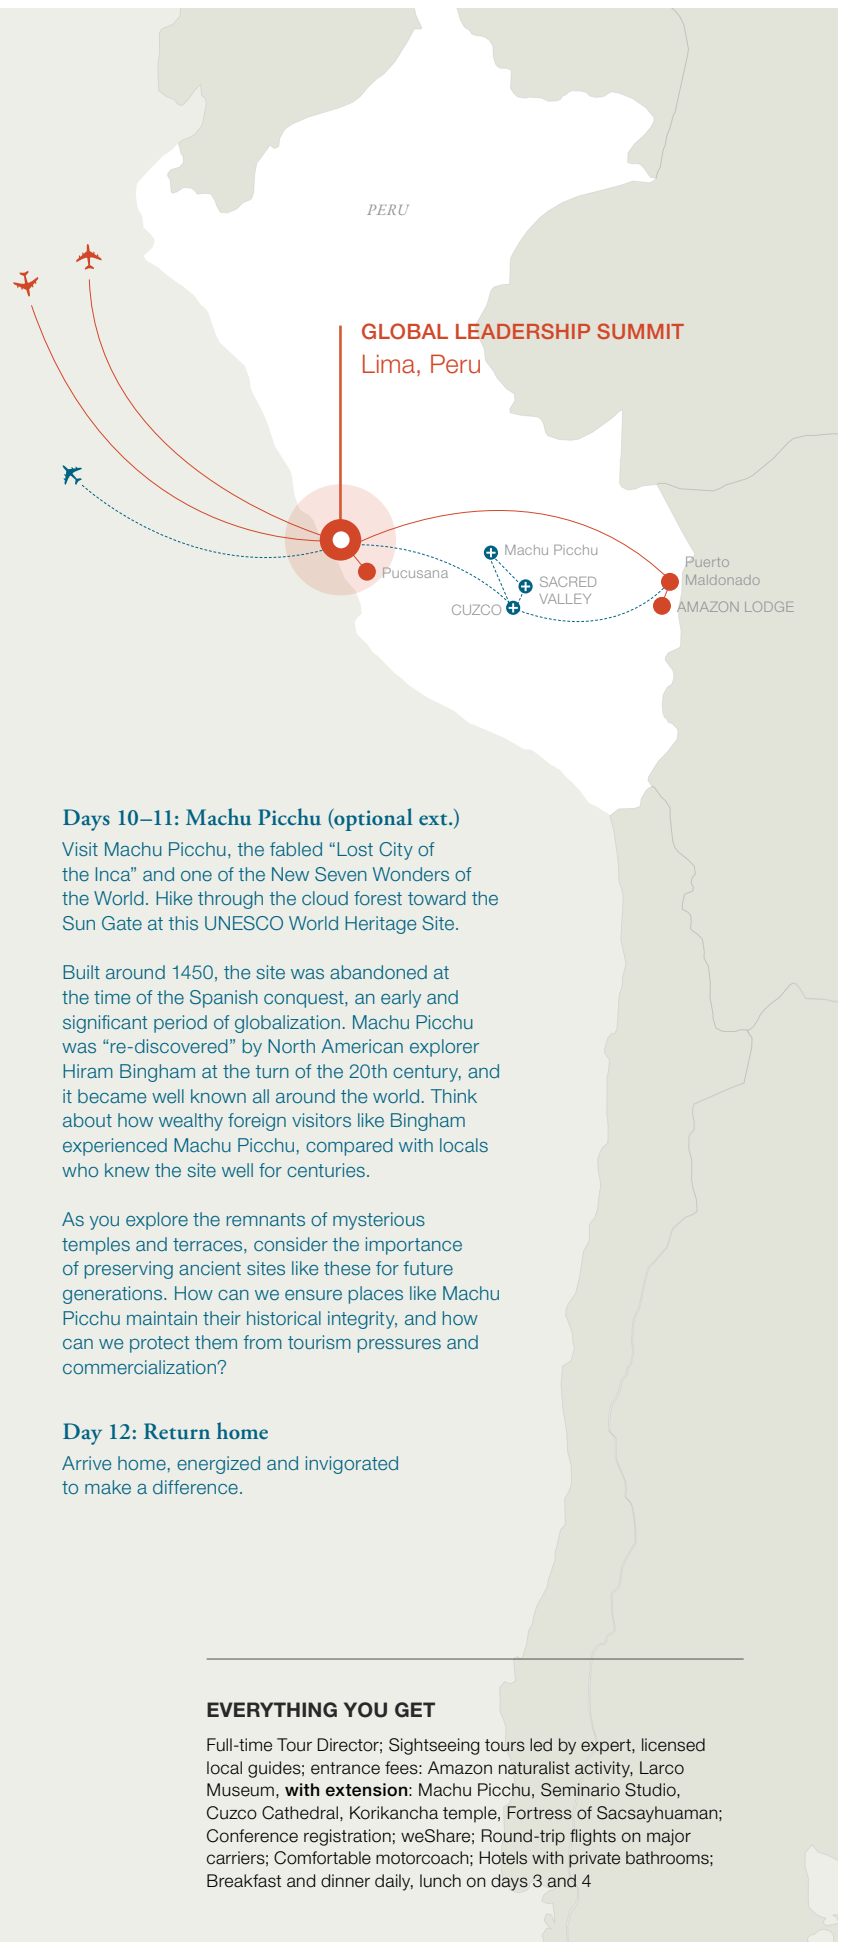 PERU
GLOBAL LEADERSHIP SUMMIT
Lima, Peru
Machu Picchu
Puerto
Maldonado
Pucusana
SACRED
VALLEY
CUZCO
AMAZON LODGE
Days 10–11: Machu Picchu (optional ext.)
Visit Machu Picchu, the fabled “Lost City of
the Inca” and one of the New Seven Wonders of
the World. Hike through the cloud forest toward the
Sun Gate at this UNESCO World Heritage Site.
Built around 1450, the site was abandoned at
the time of the Spanish conquest, an early and
significant period of globalization. Machu Picchu
was “re-discovered” by North American explorer
Hiram Bingham at the turn of the 20th century, and
it became well known all around the world. Think
about how wealthy foreign visitors like Bingham
experienced Machu Picchu, compared with locals
who knew the site well for centuries.
As you explore the remnants of mysterious
temples and terraces, consider the importance
of preserving ancient sites like these for future
generations. How can we ensure places like Machu
Picchu maintain their historical integrity, and how
can we protect them from tourism pressures and
commercialization?
Day 12: Return home
Arrive home, energized and invigorated
to make a difference.
EVERYTHING YOU GET
Full-time Tour Director; Sightseeing tours led by expert, licensed
local guides; entrance fees: Amazon naturalist activity, Larco
Museum, with extension: Machu Picchu, Seminario Studio,
Cuzco Cathedral, Korikancha temple, Fortress of Sacsayhuaman;
Conference registration; weShare; Round-trip flights on major
carriers; Comfortable motorcoach; Hotels with private bathrooms;
Breakfast and dinner daily, lunch on days 3 and 4